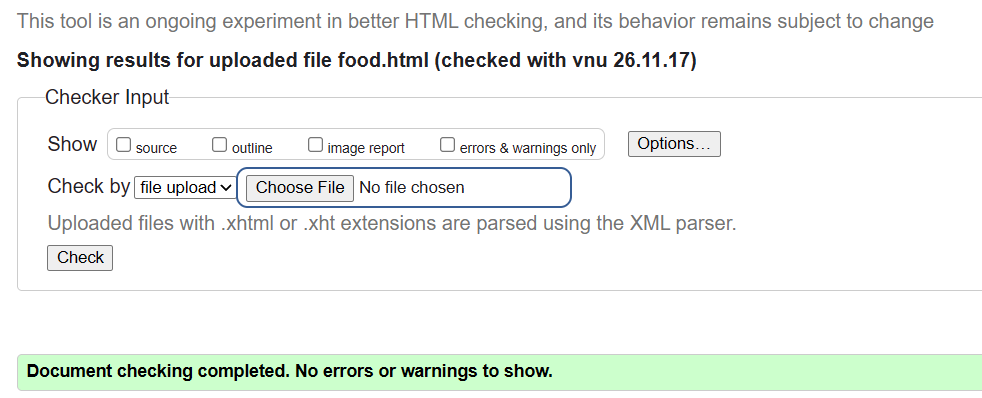 This tool is an ongoing experiment in better HTML checking, and its behavior remains subject to change
Showing results for uploaded file food.html (checked with vnu 26.11.17)
Checker Input
Show source outline image report errors & warnings only Options...
Check by file upload Choose File No file chosen
Uploaded files with .xhtml or .xht extensions are parsed using the XML parser.
Check
Document checking completed. No errors or warnings to show.